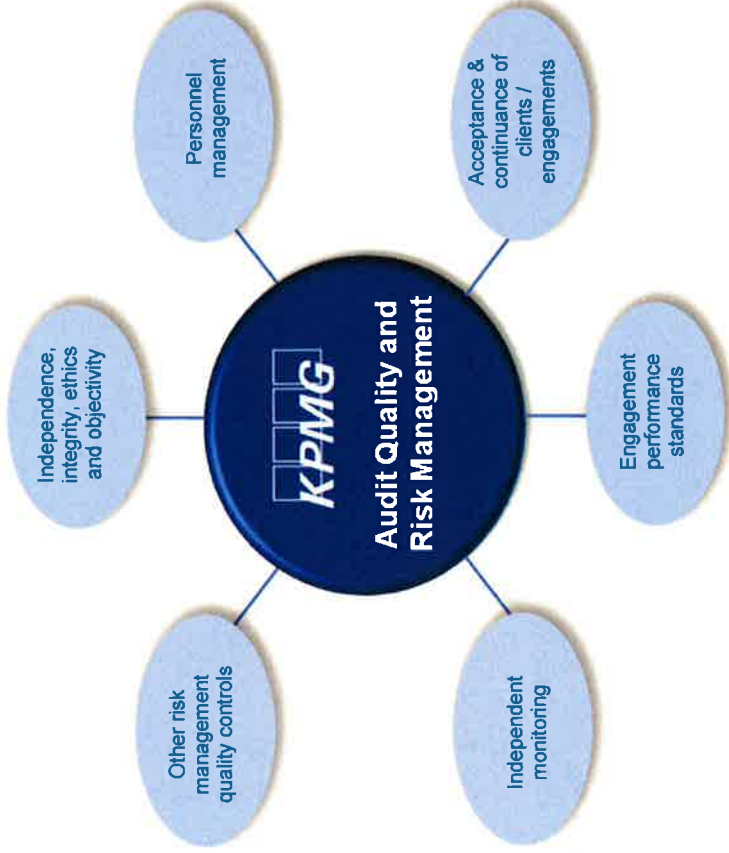 Independence,
integrity, ethics
and objectivity
Other risk
management
quality controls
Personnel
management
KPMG
Audit Quality and
Risk Management
Independent
monitoring
Acceptance &
continuance of
clients /
engagements
Engagement
performance
standards